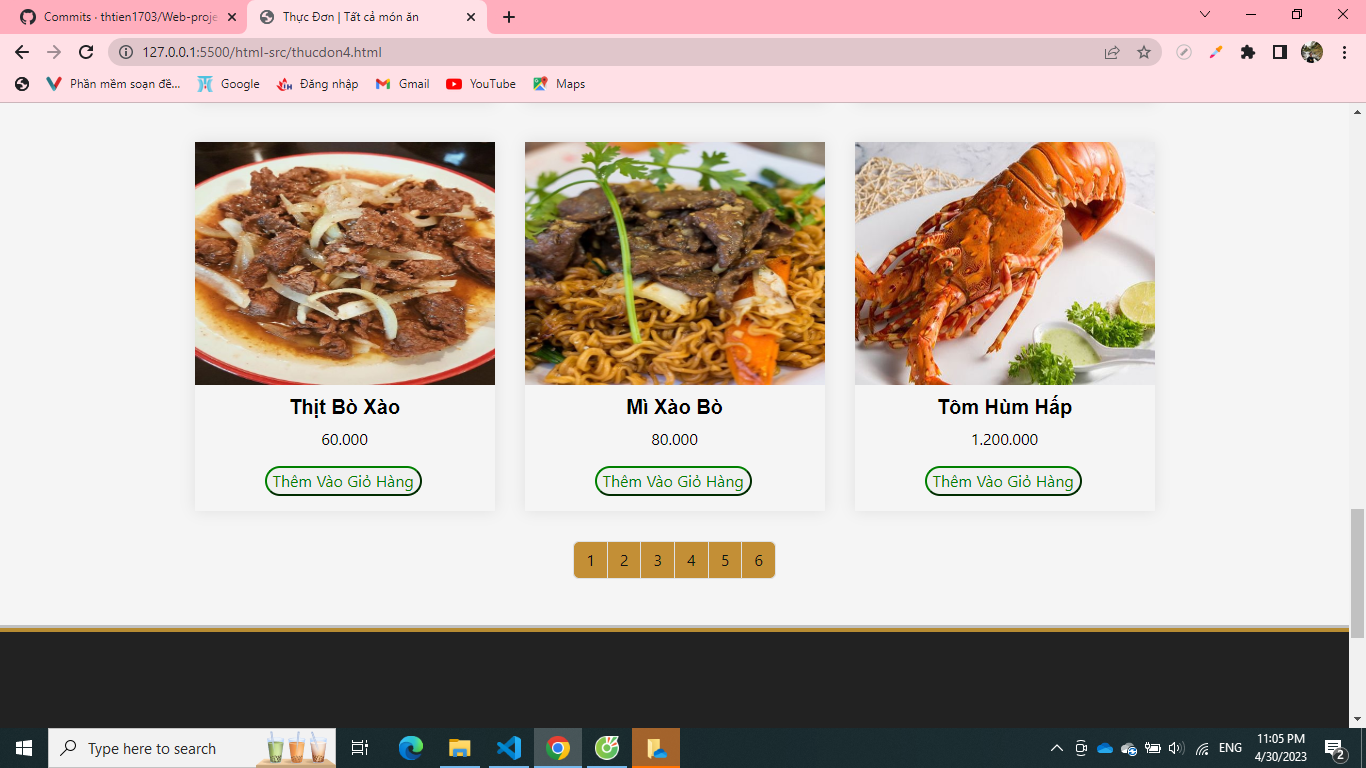 Commits · thtien1703/Web-proje
Thực Đơn | Tất cả món ăn
127.0.0.1:5500/html-src/thucdon4.html
Phần mềm soạn đề...
Google
Đăng nhập
Gmail
YouTube
Maps
Thịt Bò Xào
Mì Xào Bò
Tôm Hùm Hấp
60.000
80.000
1.200.000
Thêm Vào Giỏ Hàng
Thêm Vào Giỏ Hàng
Thêm Vào Giỏ Hàng
1 2 3 4 5 6
Type here to search
ENG
11:05 PM
4/30/2023
2